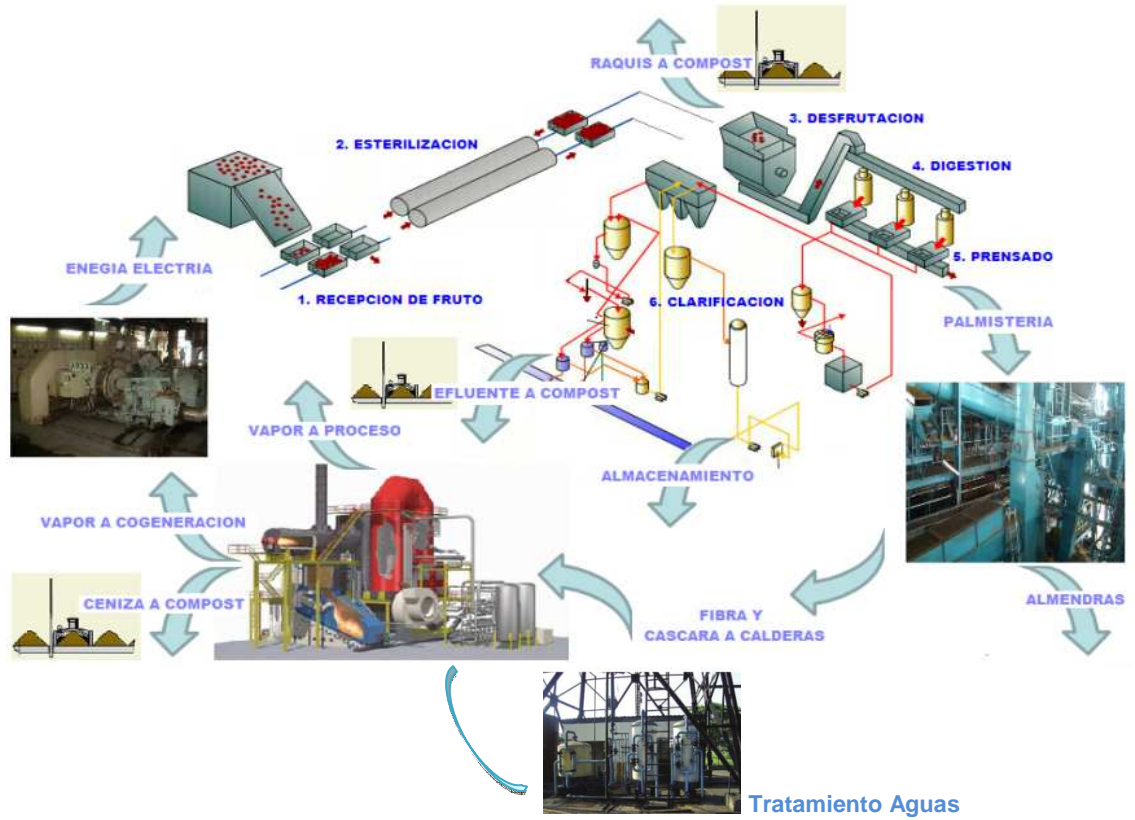 RAQUIS A COMPOST
3. DESFRUTACION
2. ESTERILIZACION
4. DIGESTION
5. PRENSADO
ENEGIA ELECTRIA
1. RECEPCION DE FRUTO
6. CLARIFICACION
PALMISTERIA
EFLUENTE A COMPOST
VAPOR A PROCESO
ALMACENAMIENTO
VAPOR A COGENERACION
CENIZA A COMPOST
FIBRA Y
CASCARA A CALDERAS
ALMENDRAS
Tratamiento Aguas